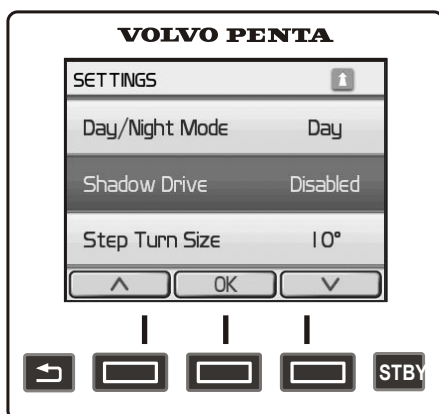 VOLVO PENTA
SETTINGS
Day/Night Mode Day
Shadow Drive Disabled
Step Turn Size 10°
OK
STBY